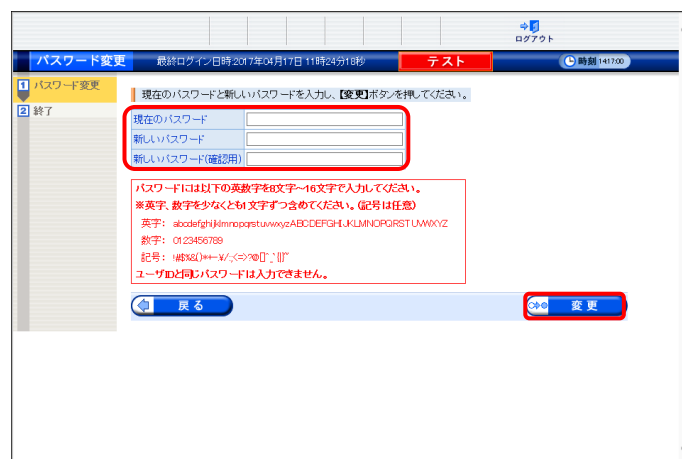 ログアウト
パスワード変更 最終ログイン日時:2017年04月17日 11時24分18秒 テスト 時刻 14:17:00
1 パスワード変更
2 終了
現在のパスワードと新しいパスワードを入力し、【変更】ボタンを押してください。
現在のパスワード
新しいパスワード
新しいパスワード(確認用)
パスワードには以下の英数字を8文字～16文字で入力してください。
※英字、数字を少なくとも1文字ずつ含めてください。(記号は任意)
英字: abcdefghijklmnopqrstuvwxyzABCDEFGHIJKLMNOPQRSTUVWXYZ
数字: 0123456789
記号:
ユーザIDと同じパスワードは入力できません。
戻る 変更